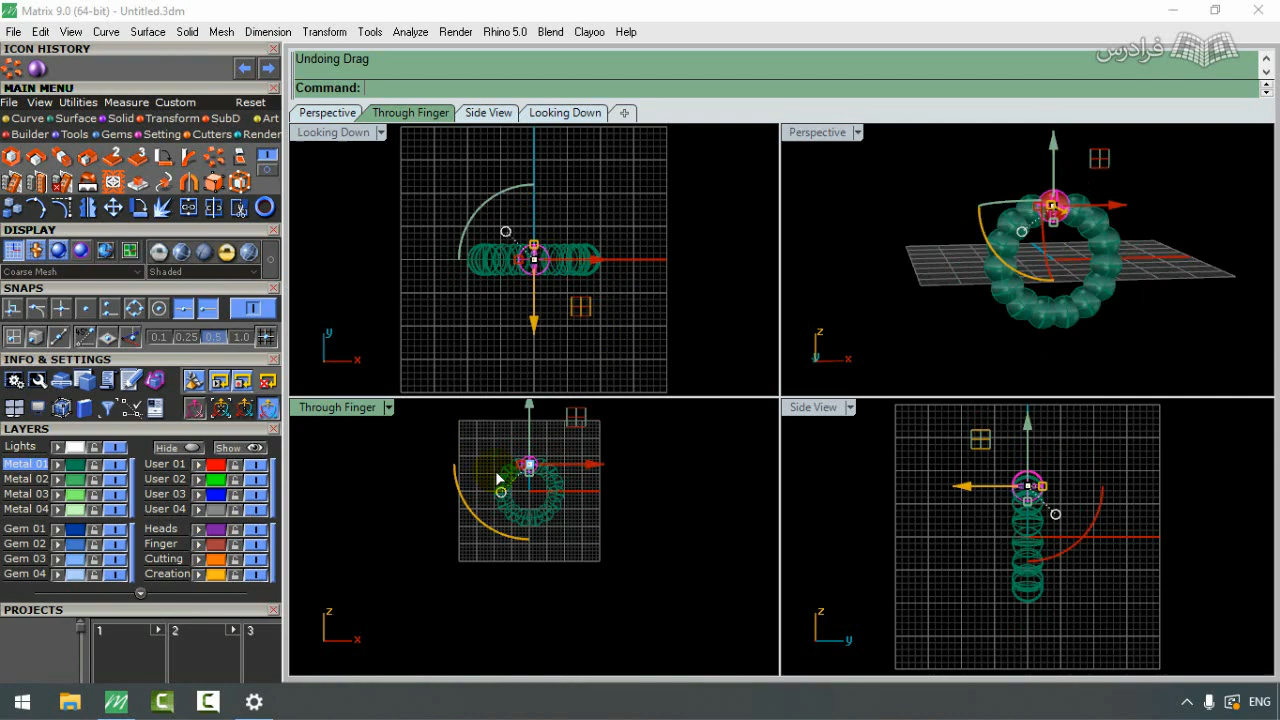 Matrix 9.0 (64-bit) - Untitled.3dm
File Edit View Curve Surface Solid Mesh Dimension Transform Tools Analyze Render Rhino 5.0 Blend Clayoo Help
فرادرس
ICON HISTORY
Undoing Drag
Command:
MAIN MENU
File View Utilities Measure Custom Reset
Curve Surface Solid Transform SubD Art
Builder Tools Gems Setting Cutters Render
Perspective Through Finger Side View Looking Down
Looking Down
Perspective
DISPLAY
Coarse Mesh Shaded
SNAPS
0.1 0.25 0.5 1.0
INFO & SETTINGS
LAYERS
Lights Hide Show
Metal 01 User 01
Metal 02 User 02
Metal 03 User 03
Metal 04 User 04
Gem 01 Heads
Gem 02 Finger
Gem 03 Cutting
Gem 04 Creation
PROJECTS
1 2 3
y x
z y x
Through Finger
Side View
z x
z y
ENG